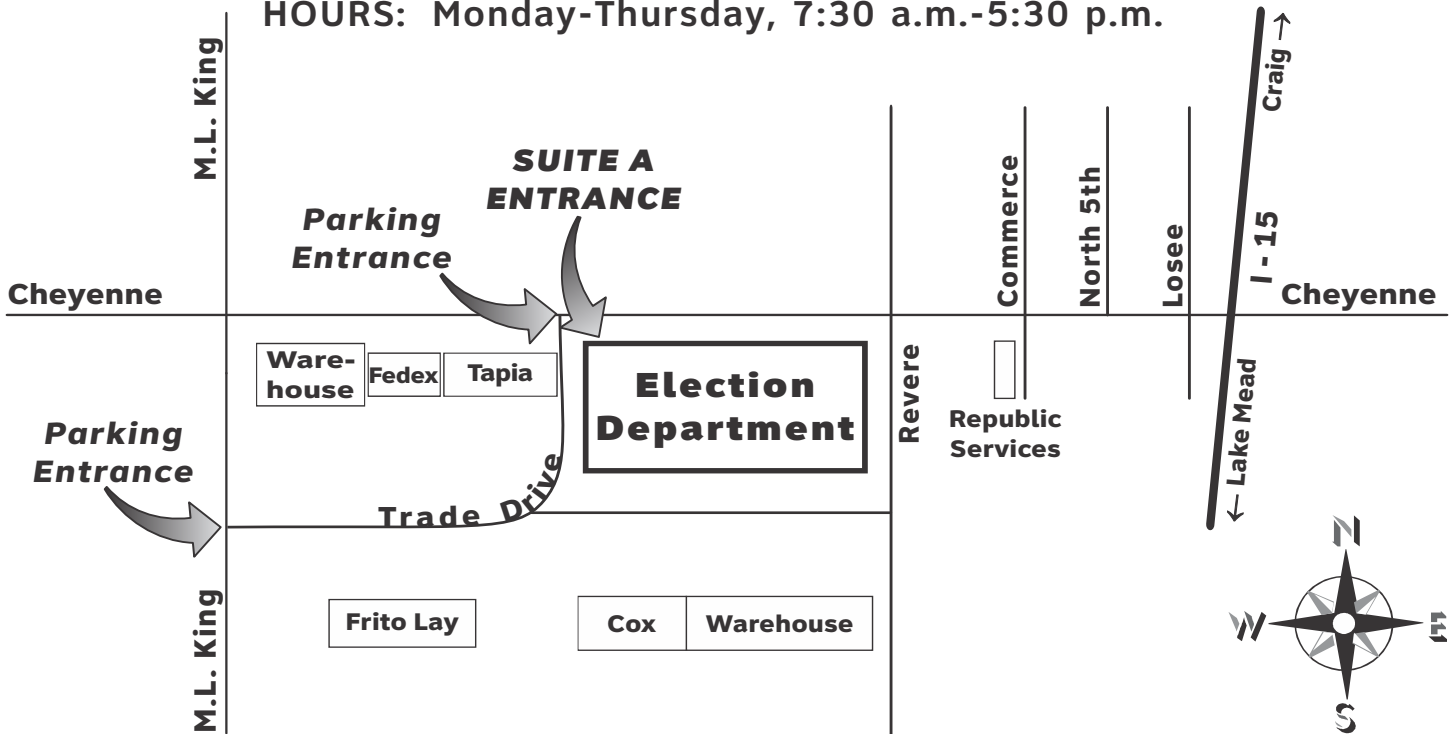 HOURS: Monday-Thursday, 7:30 a.m.-5:30 p.m.
M.L. King
Craig →
SUITE A
ENTRANCE
Parking
Entrance
Commerce
North 5th
Losee
I - 15
Cheyenne
Cheyenne
Ware-
house
Fedex
Tapia
Election
Department
Revere
Republic
Services
← Lake Mead
Parking
Entrance
Trade Drive
N
W
E
S
Frito Lay
Cox
Warehouse
M.L. King